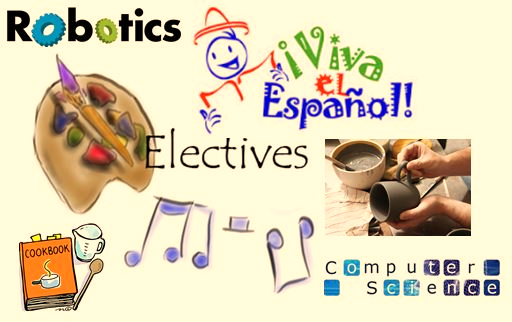 Robotics
¡Viva
el
Español!
Electives
COOKBOOK
Computer
Science